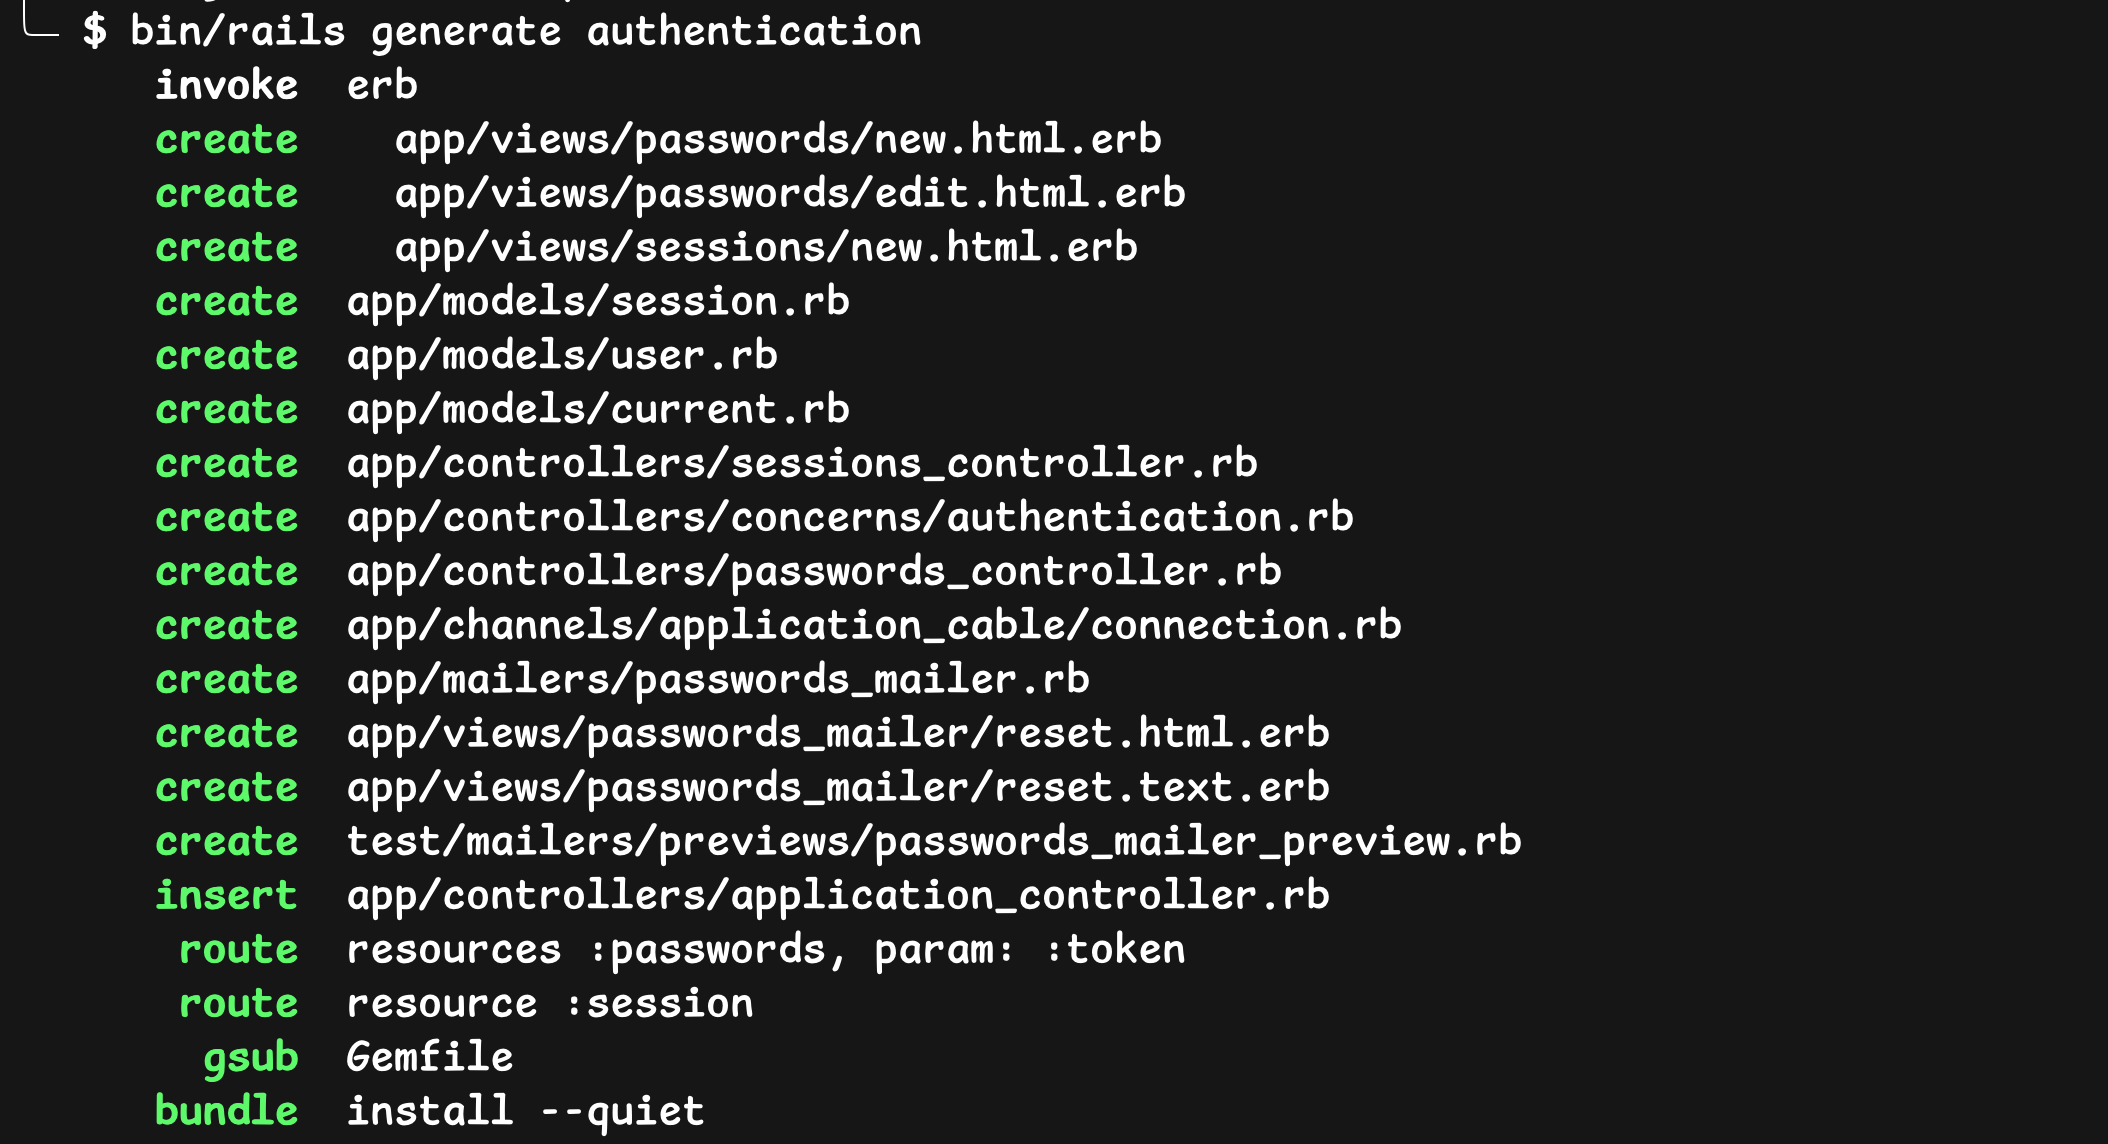 $ bin/rails generate authentication
invoke  erb
create    app/views/passwords/new.html.erb
create    app/views/passwords/edit.html.erb
create    app/views/sessions/new.html.erb
create  app/models/session.rb
create  app/models/user.rb
create  app/models/current.rb
create  app/controllers/sessions_controller.rb
create  app/controllers/concerns/authentication.rb
create  app/controllers/passwords_controller.rb
create  app/channels/application_cable/connection.rb
create  app/mailers/passwords_mailer.rb
create  app/views/passwords_mailer/reset.html.erb
create  app/views/passwords_mailer/reset.text.erb
create  test/mailers/previews/passwords_mailer_preview.rb
insert  app/controllers/application_controller.rb
route  resources :passwords, param: :token
route  resource :session
gsub  Gemfile
bundle  install --quiet